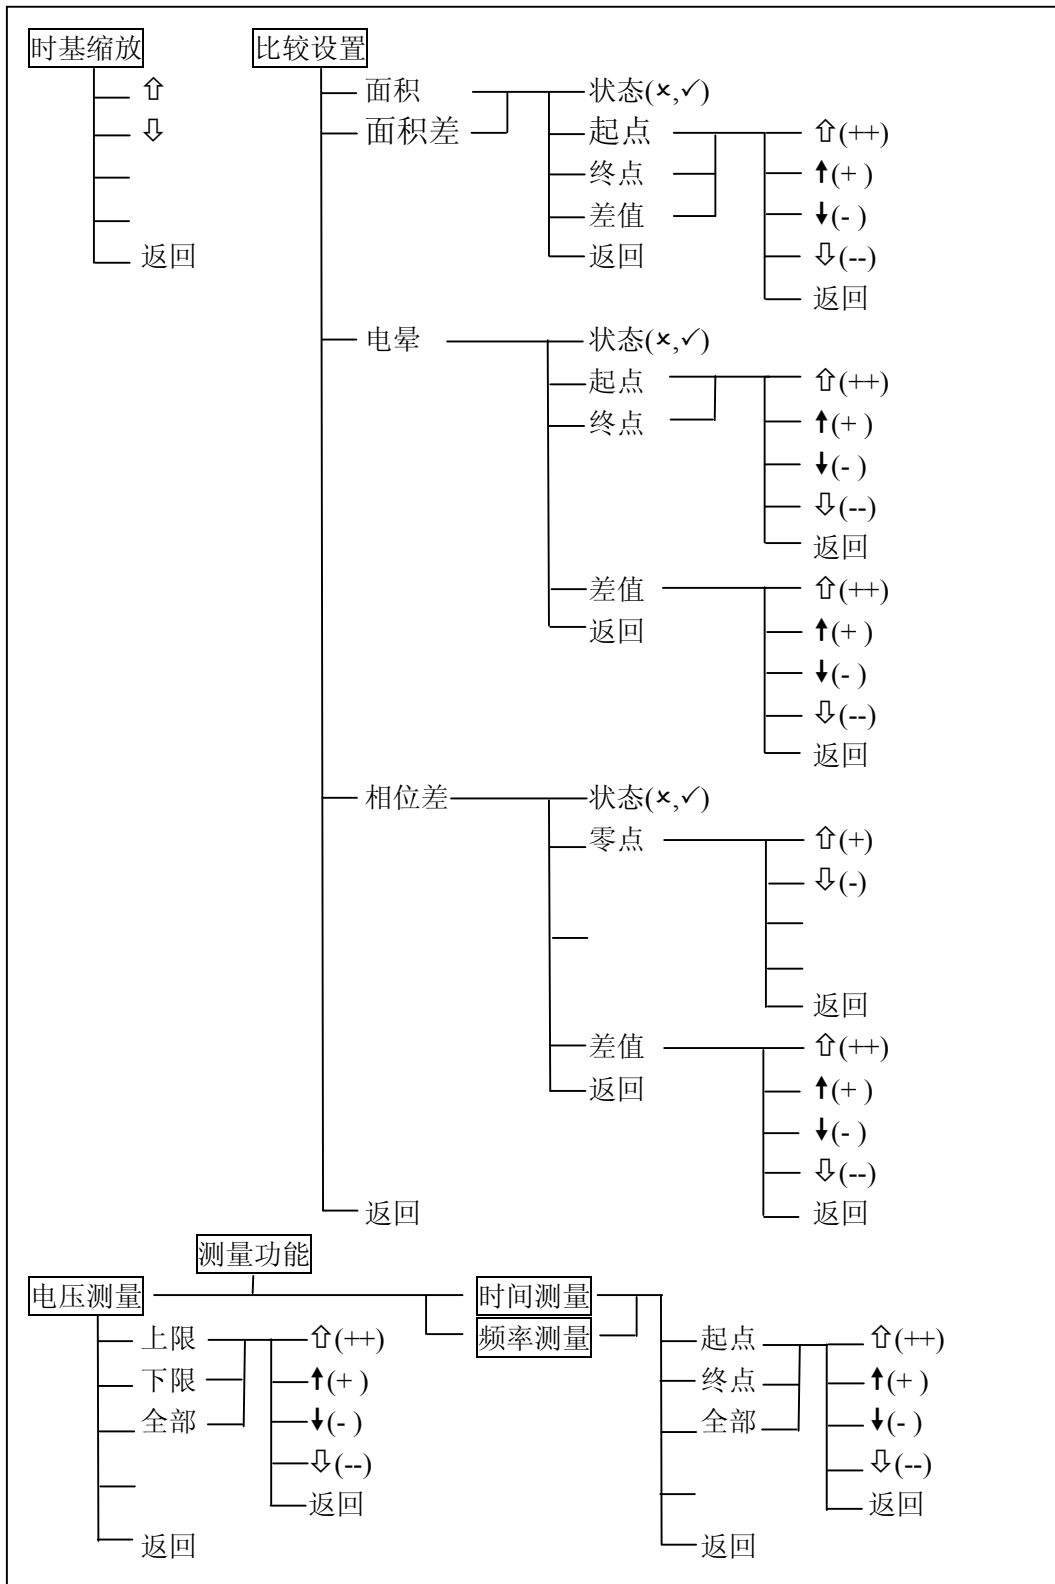 时基缩放
⇧
⇩
返回
比较设置
面积
面积差
状态(×,✓)
起点
终点
差值
返回
⇧(++)
↑(+ )
↓(- )
⇩(--)
返回
电晕
状态(×,✓)
起点
终点
⇧(++)
↑(+ )
↓(- )
⇩(--)
返回
差值
返回
⇧(++)
↑(+ )
↓(- )
⇩(--)
返回
相位差
状态(×,✓)
零点
⇧(+)
⇩(-)
返回
差值
返回
⇧(++)
↑(+ )
↓(- )
⇩(--)
返回
返回
测量功能
电压测量
上限
下限
全部
返回
⇧(++)
↑(+ )
↓(- )
⇩(--)
返回
时间测量
频率测量
起点
终点
全部
返回
⇧(++)
↑(+ )
↓(- )
⇩(--)
返回